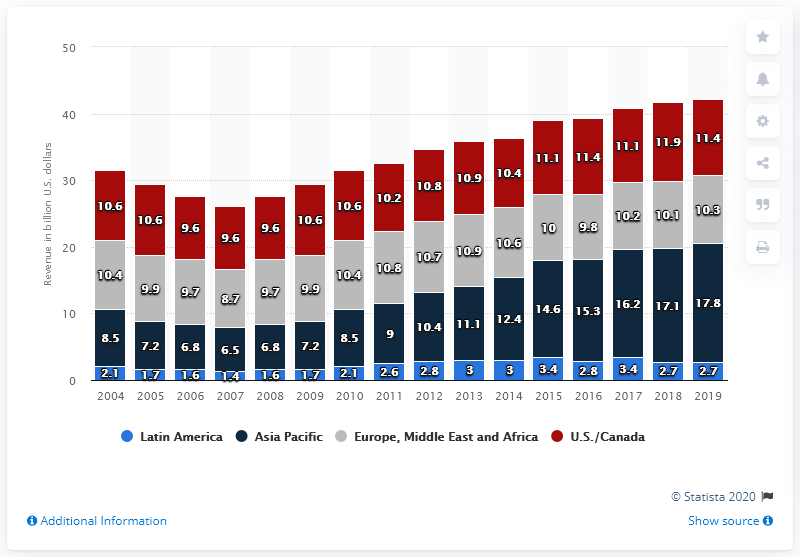 50
40
30
20
10
0
Revenue in billion U.S. dollars
10.6 10.6 9.6 9.6 9.6 10.6 10.6 10.2 10.8 10.9 10.4 11.1 11.4 11.1 11.9 11.4
10.4 9.9 9.7 8.7 9.7 9.9 10.4 10.8 10.7 10.9 10.6 10 9.8 10.2 10.1 10.3
8.5 7.2 6.8 6.5 6.8 7.2 8.5 9 10.4 11.1 12.4 14.6 15.3 16.2 17.1 17.8
2.1 1.7 1.6 1.4 1.6 1.7 2.1 2.6 2.8 3 3 3.4 2.8 3.4 2.7 2.7
2004 2005 2006 2007 2008 2009 2010 2011 2012 2013 2014 2015 2016 2017 2018 2019
Latin America Asia Pacific Europe, Middle East and Africa U.S./Canada
© Statista 2020
Additional Information Show source